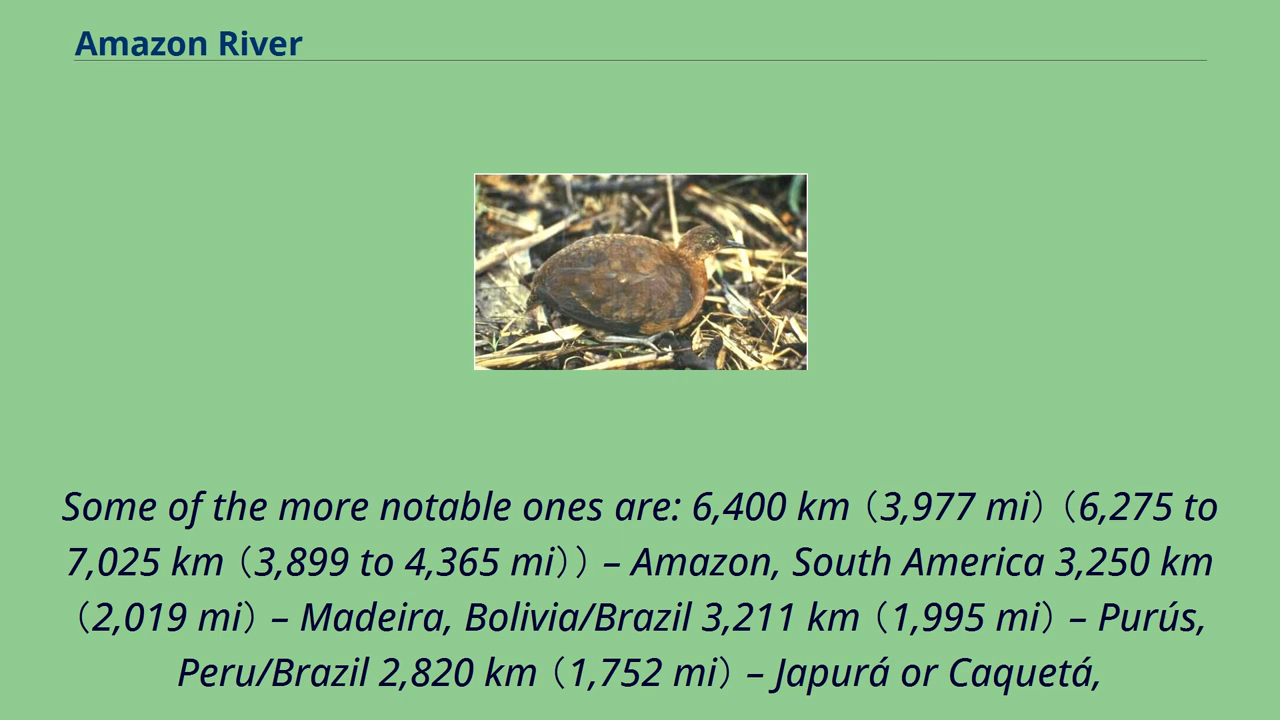 Amazon River
Some of the more notable ones are: 6,400 km (3,977 mi) (6,275 to
7,025 km (3,899 to 4,365 mi)) – Amazon, South America 3,250 km
(2,019 mi) – Madeira, Bolivia/Brazil 3,211 km (1,995 mi) – Purús,
Peru/Brazil 2,820 km (1,752 mi) – Japurá or Caquetá,